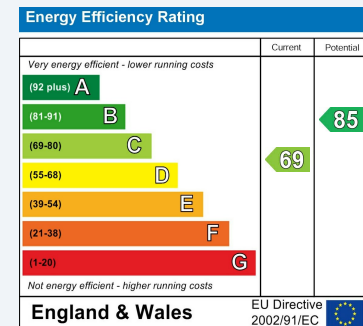 Energy Efficiency Rating
Current Potential
Very energy efficient - lower running costs
(92 plus) A
(81-91) B
85
(69-80) C
69
(55-68) D
(39-54) E
(21-38) F
(1-20) G
Not energy efficient - higher running costs
England & Wales
EU Directive
2002/91/EC